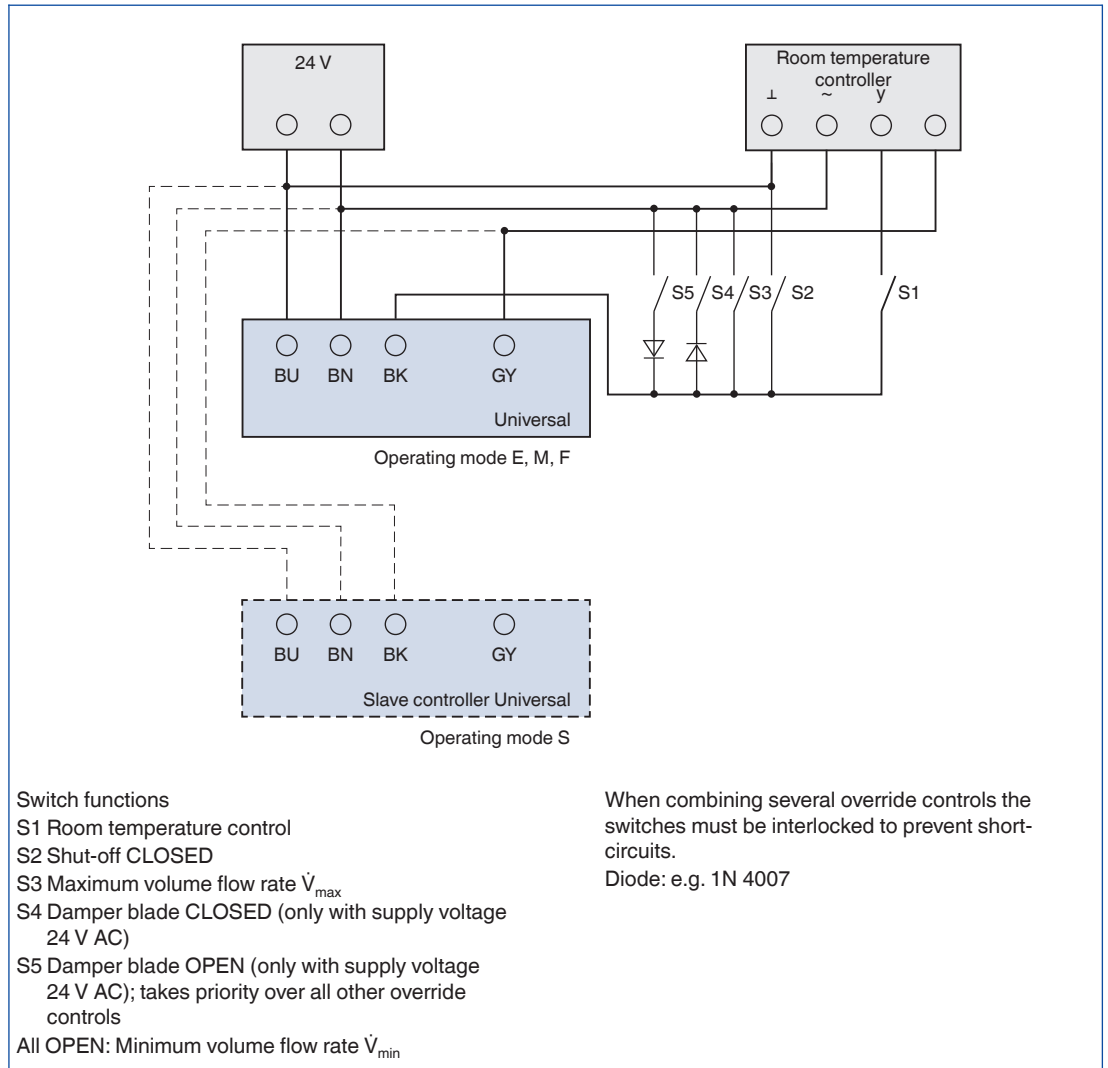 24 V
Room temperature
controller
⊥ ~ y
S5 S4 S3 S2 S1
BU BN BK GY
Universal
Operating mode E, M, F
BU BN BK GY
Slave controller Universal
Operating mode S
Switch functions
S1 Room temperature control
S2 Shut-off CLOSED
S3 Maximum volume flow rate V̇max
S4 Damper blade CLOSED (only with supply voltage
24 V AC)
S5 Damper blade OPEN (only with supply voltage
24 V AC); takes priority over all other override
controls
All OPEN: Minimum volume flow rate V̇min
When combining several override controls the
switches must be interlocked to prevent short-
circuits.
Diode: e.g. 1N 4007